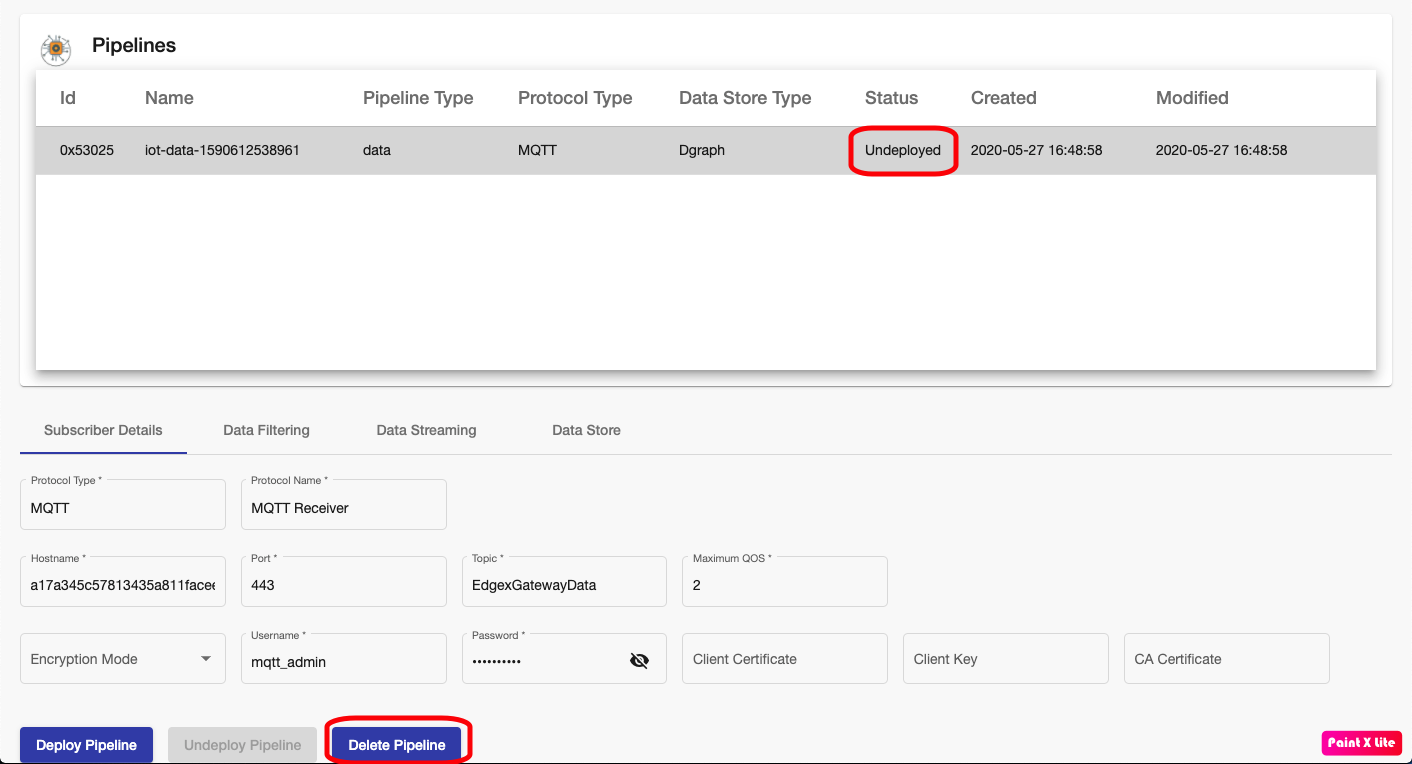 Pipelines
Id Name Pipeline Type Protocol Type Data Store Type Status Created Modified
0x53025 iot-data-1590612538961 data MQTT Dgraph Undeployed 2020-05-27 16:48:58 2020-05-27 16:48:58
Subscriber Details Data Filtering Data Streaming Data Store
Protocol Type * Protocol Name *
MQTT MQTT Receiver
Hostname * Port * Topic * Maximum QOS *
a17a345c57813435a811facee 443 EdgexGatewayData 2
Username * Password *
Encryption Mode mqtt_admin •••••••••• Client Certificate Client Key CA Certificate
Deploy Pipeline Undeploy Pipeline Delete Pipeline
Paint X Lite